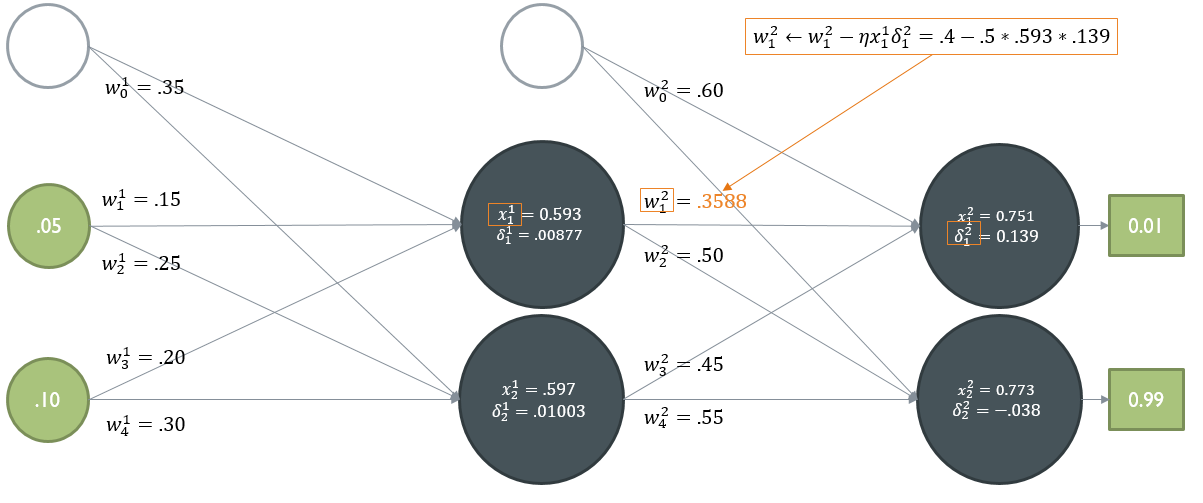 w₁² ← w₁² − ηx₁¹δ₁² = .4 − .5 ∗ .593 ∗ .139
w₀¹ = .35
w₀² = .60
.05
w₁¹ = .15
w₂¹ = .25
x₁¹ = 0.593
δ₁¹ = .00877
w₁² = .3588
w₂² = .50
x₁² = 0.751
δ₁² = 0.139
0.01
.10
w₃¹ = .20
w₄¹ = .30
x₂¹ = .597
δ₂¹ = .01003
w₃² = .45
w₄² = .55
x₂² = 0.773
δ₂² = −.038
0.99